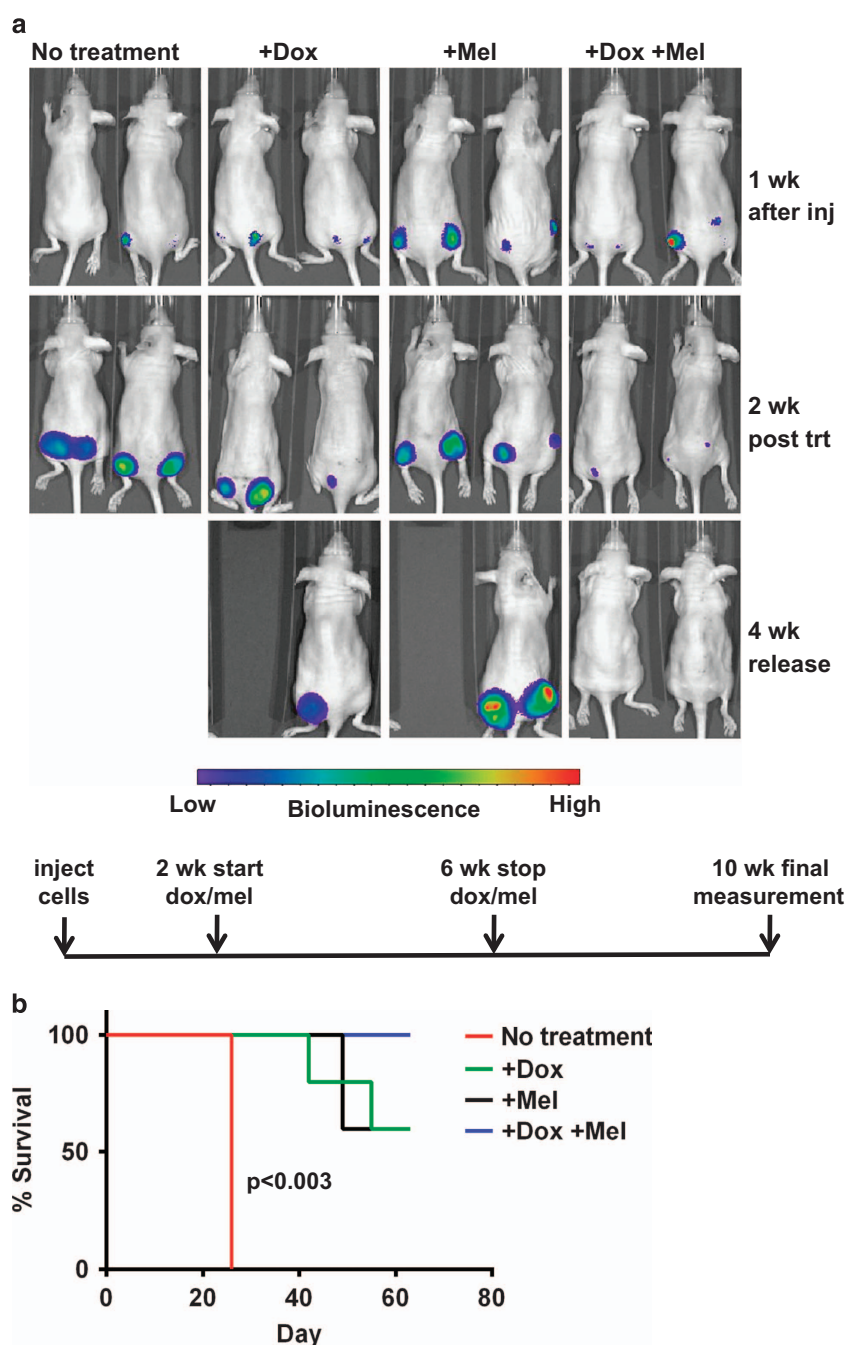 a
No treatment +Dox +Mel +Dox +Mel
1 wk
after inj
2 wk
post trt
4 wk
release
Low Bioluminescence High
inject
cells
2 wk start
dox/mel
6 wk stop
dox/mel
10 wk final
measurement
b
% Survival
100
50
0
0 20 40 60 80
Day
p<0.003
No treatment
+Dox
+Mel
+Dox +Mel